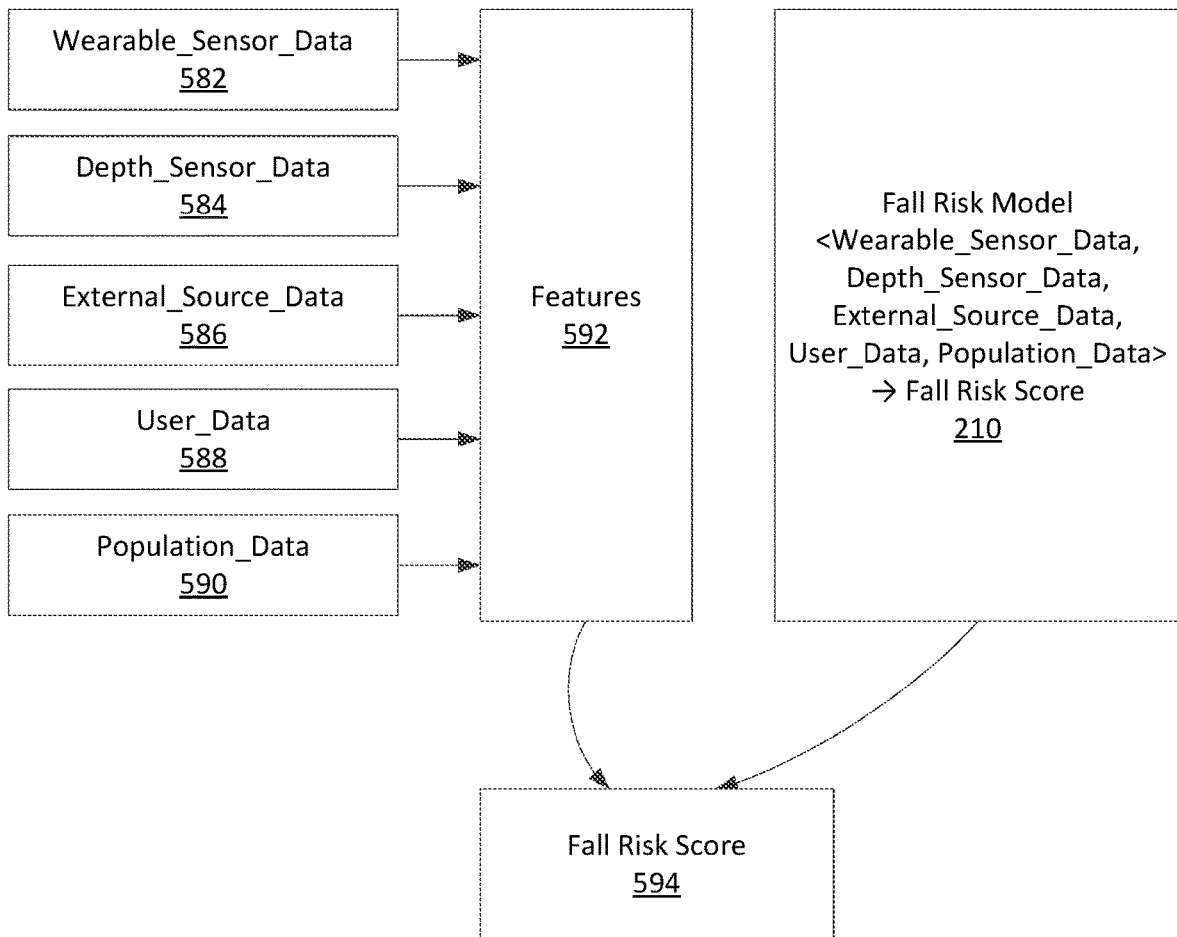 Wearable_Sensor_Data
582
Depth_Sensor_Data
584
External_Source_Data
586
User_Data
588
Population_Data
590
Features
592
Fall Risk Model
<Wearable_Sensor_Data,
Depth_Sensor_Data,
External_Source_Data,
User_Data, Population_Data>
→ Fall Risk Score
210
Fall Risk Score
594